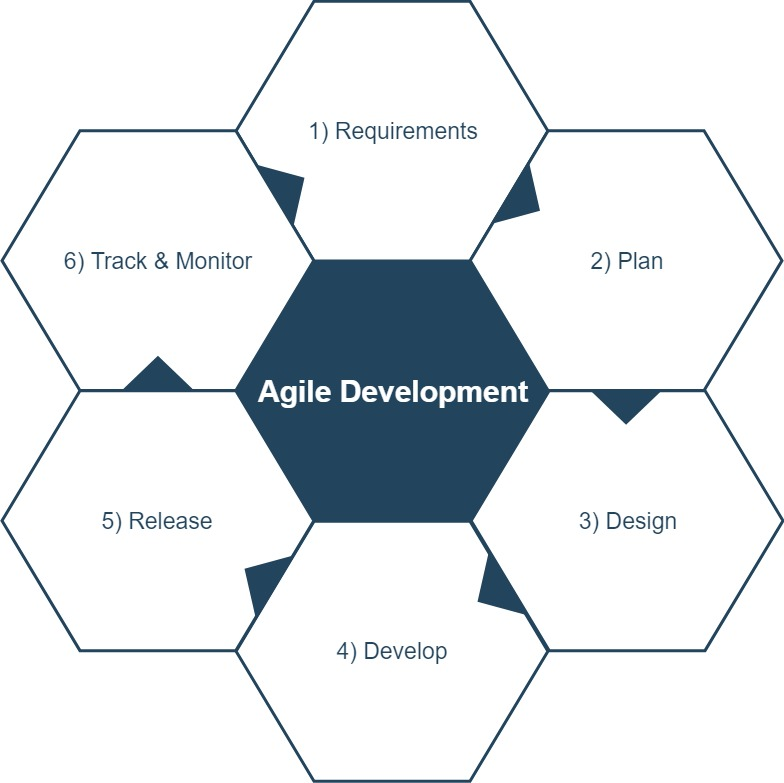 1) Requirements
2) Plan
3) Design
4) Develop
5) Release
6) Track & Monitor
Agile Development